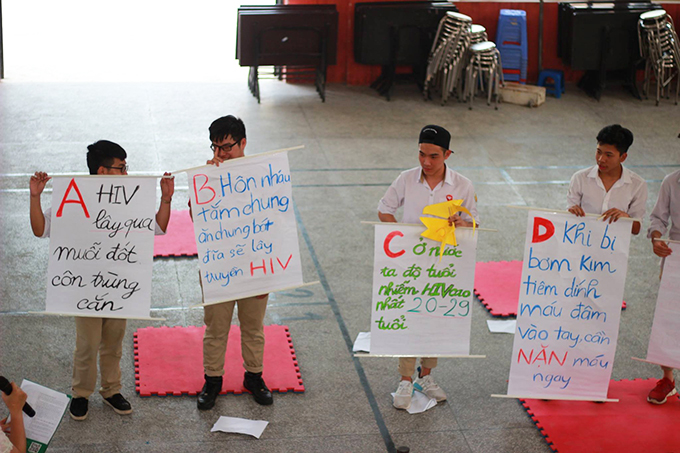 A HIV
lây qua
muỗi đốt
côn trùng
cắn
B Hôn nhau
tắm chung
ăn chung bát
đĩa sẽ lây
truyền HIV
C Ở nước
ta độ tuổi
nhiễm HIV cao
nhất 20-29
tuổi
D Khi bị
bơm kim
tiêm dính
máu đâm
vào tay, cần
NẶN máu
ngay